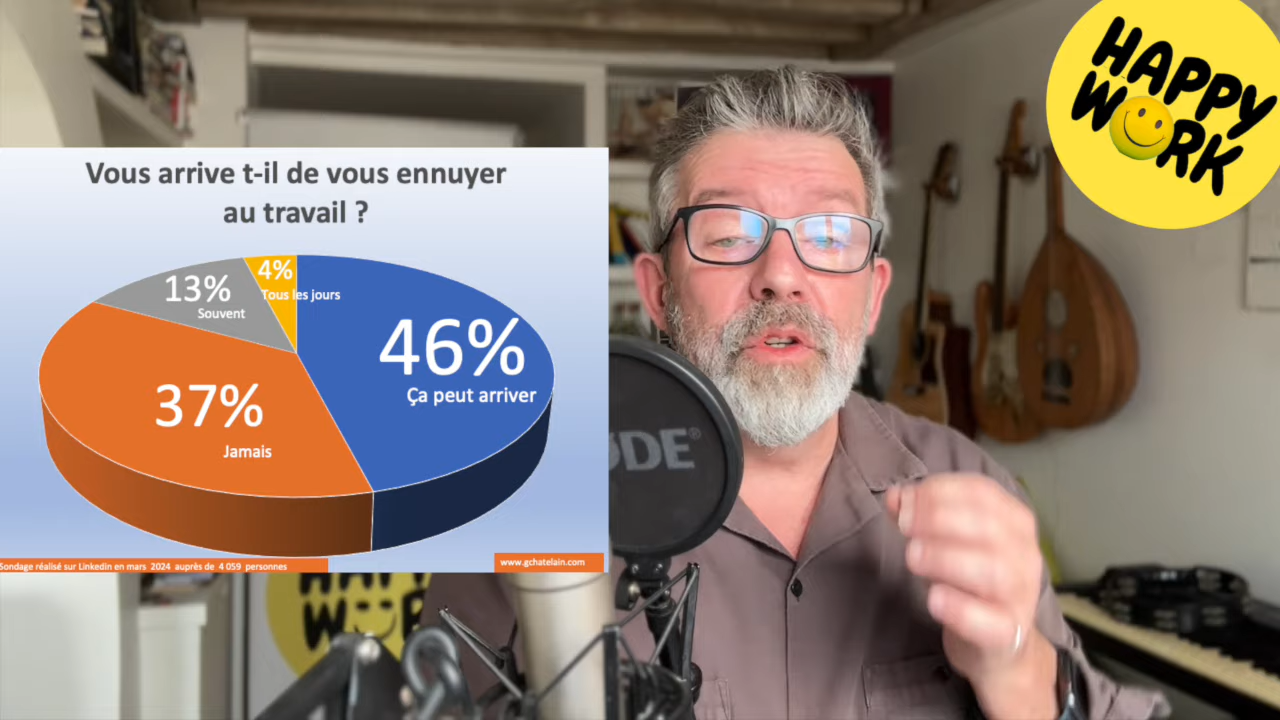 Vous arrive t-il de vous ennuyer
au travail ?
4%
Tous les jours
13%
Souvent
46%
Ça peut arriver
37%
Jamais
Sondage réalisé sur Linkedin en mars 2024 auprès de 4 059 personnes
www.gchatelain.com
HAPPY
WORK
ODE®
HAPPY
WORK